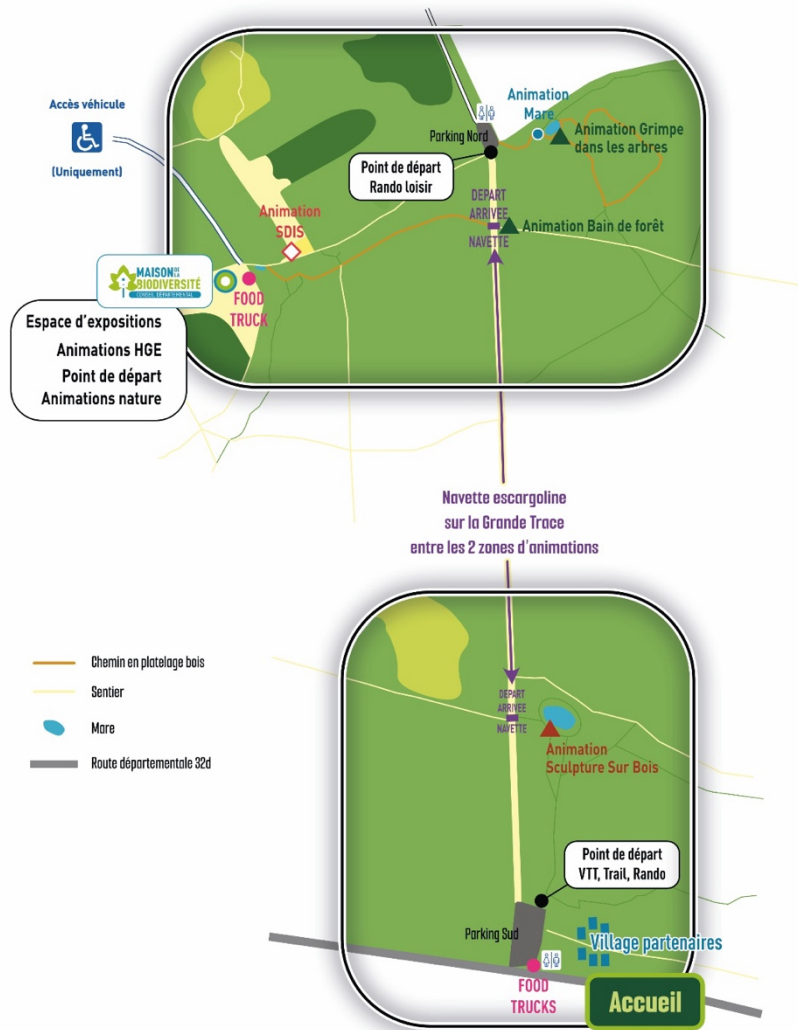 Accès véhicule
(Uniquement)
Parking Nord
Animation
Mare
Animation Grimpe
dans les arbres
Point de départ
Rando loisir
DEPART
ARRIVÉE
NAVETTE
Animation Bain de forêt
Animation
SDIS
MAISON DE LA
BIODIVERSITÉ
CONSEIL DÉPARTEMENTAL
FOOD
TRUCK
Espace d'expositions
Animations HGE
Point de départ
Animations nature
Navette escargoline
sur la Grande Trace
entre les 2 zones d'animations
Chemin en platelage bois
Sentier
Mare
Route départementale 32d
DEPART
ARRIVÉE
NAVETTE
Animation
Sculpture Sur Bois
Point de départ
VTT, Trail, Rando
Parking Sud
Village partenaires
FOOD
TRUCKS
Accueil